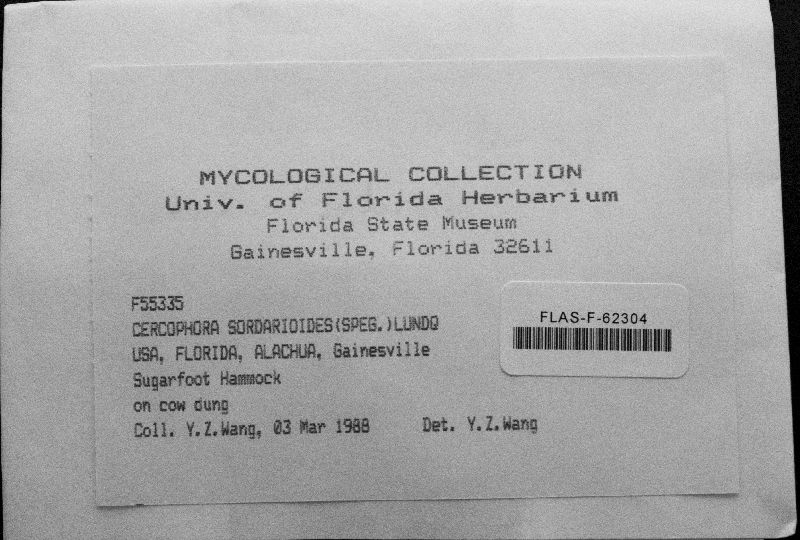 MYCOLOGICAL COLLECTION
Univ. of Florida Herbarium
Florida State Museum
Gainesville, Florida 32611
F55335
CERCOPHORA SORDARIOIDES(SPEG.)LUNDQ
USA, FLORIDA, ALACHUA, Gainesville
Sugarfoot Hammock
on cow dung
Coll. Y.Z.Wang, 03 Mar 1988 Det. Y.Z.Wang
FLAS-F-62304